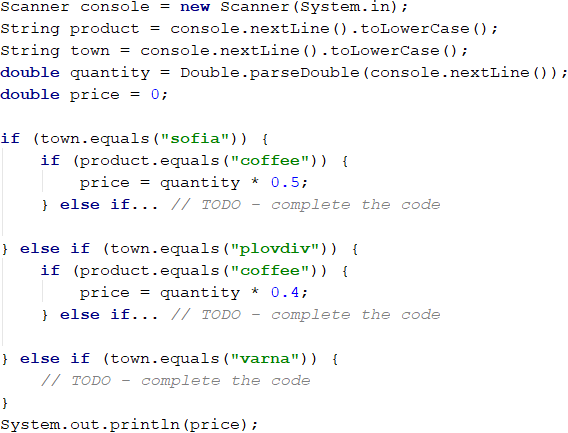 Scanner console = new Scanner(System.in);
String product = console.nextLine().toLowerCase();
String town = console.nextLine().toLowerCase();
double quantity = Double.parseDouble(console.nextLine());
double price = 0;

if (town.equals("sofia")) {
    if (product.equals("coffee")) {
        price = quantity * 0.5;
    } else if... // TODO - complete the code

} else if (town.equals("plovdiv")) {
    if (product.equals("coffee")) {
        price = quantity * 0.4;
    } else if... // TODO - complete the code

} else if (town.equals("varna")) {
    // TODO - complete the code
}
System.out.println(price);